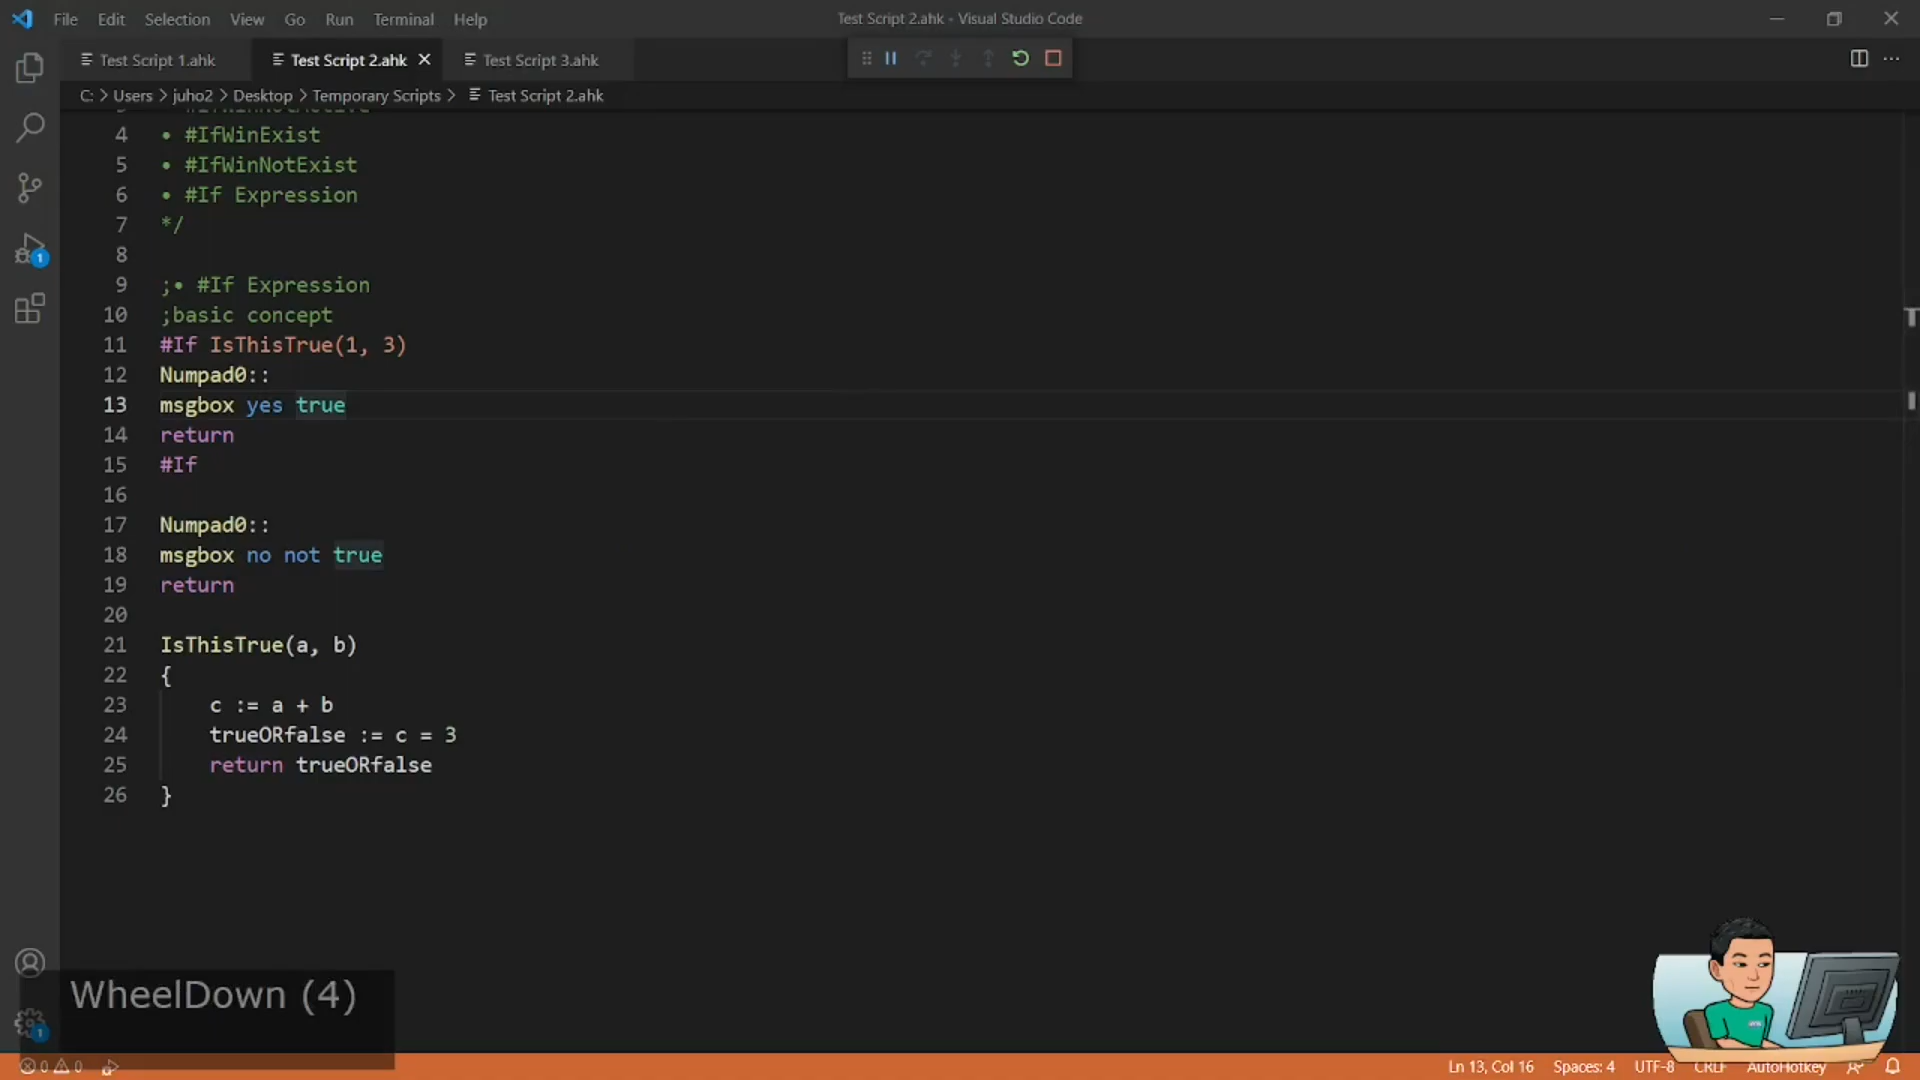 File Edit Selection View Go Run Terminal Help
Test Script 2.ahk - Visual Studio Code
Test Script 1.ahk Test Script 2.ahk Test Script 3.ahk
C: > Users > juho2 > Desktop > Temporary Scripts > Test Script 2.ahk
4 • #IfWinExist
5 • #IfWinNotExist
6 • #If Expression
7 */
8
9 ;• #If Expression
10 ;basic concept
11 #If IsThisTrue(1, 3)
12 Numpad0::
13 msgbox yes true
14 return
15 #If
16
17 Numpad0::
18 msgbox no not true
19 return
20
21 IsThisTrue(a, b)
22 {
23 c := a + b
24 trueORfalse := c = 3
25 return trueORfalse
26 }
1
WheelDown (4)
1
0 0
Ln 13, Col 16 Spaces: 4 UTF-8 CRLF AutoHotkey